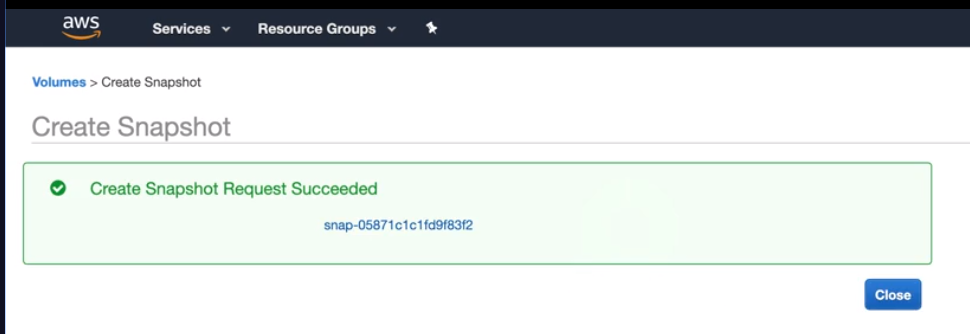 aws Services Resource Groups
Volumes > Create Snapshot
Create Snapshot
Create Snapshot Request Succeeded
snap-05871c1c1fd9f83f2
Close